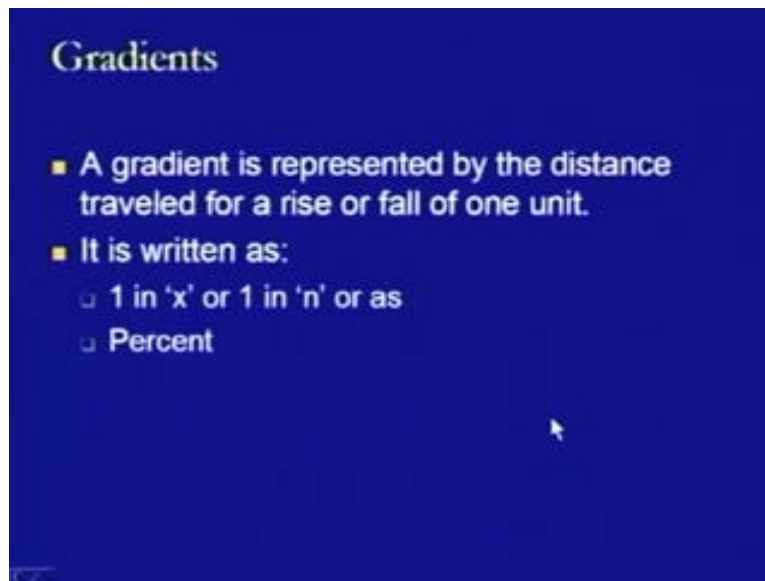 Gradients
A gradient is represented by the distance
traveled for a rise or fall of one unit.
It is written as:
1 in ‘x’ or 1 in ‘n’ or as
Percent